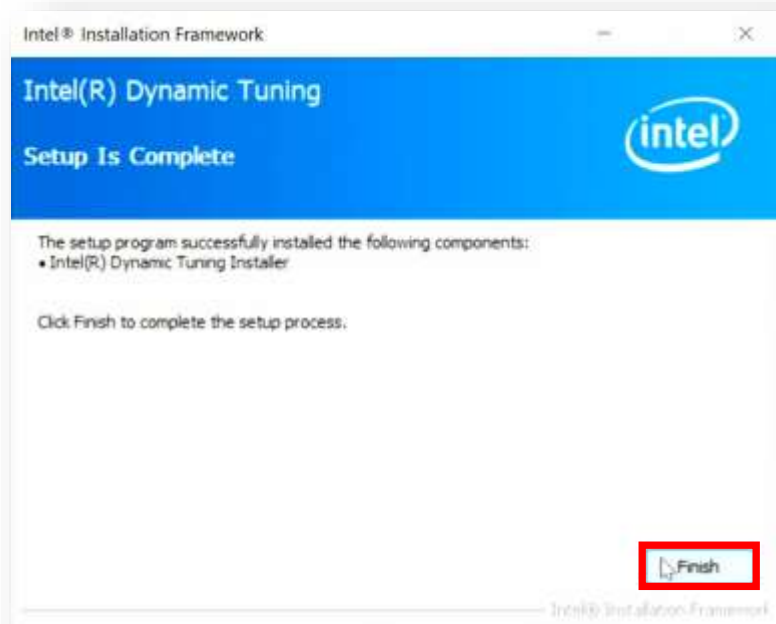 Intel® Installation Framework
Intel(R) Dynamic Tuning
intel
Setup Is Complete
The setup program successfully installed the following components:
• Intel(R) Dynamic Tuning Installer
Click Finish to complete the setup process.
Finish
Intel® Installation Framework